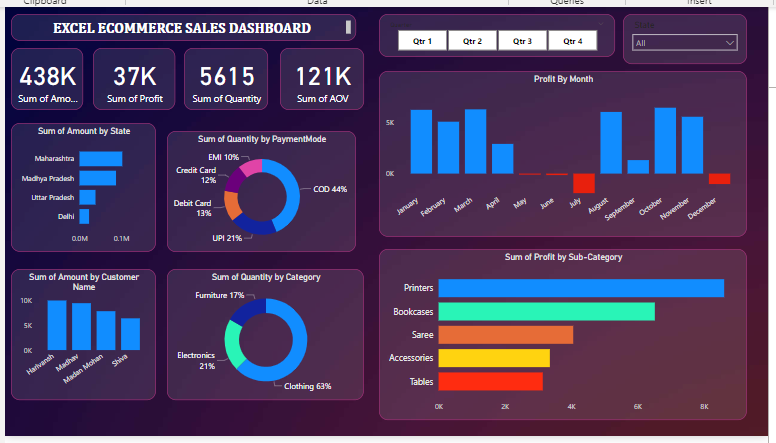 Clipboard
Data
Queries
Insert
EXCEL ECOMMERCE SALES DASHBOARD
Qtr 1
Qtr 2
Qtr 3
Qtr 4
State
All
438K
Sum of Amo...
37K
Sum of Profit
5615
Sum of Quantity
121K
Sum of AOV
Sum of Amount by State
Maharashtra
Madhya Pradesh
Uttar Pradesh
Delhi
0.0M
0.1M
Sum of Quantity by PaymentMode
EMI 10%
Credit Card
12%
Debit Card
13%
UPI 21%
COD 44%
Profit By Month
5K
0K
January
February
March
April
May
June
July
August
September
October
November
December
Sum of Amount by Customer
Name
10K
5K
0K
Harivansh
Madhav
Madan Mohan
Shiva
Sum of Quantity by Category
Furniture 17%
Electronics
21%
Clothing 63%
Sum of Profit by Sub-Category
Printers
Bookcases
Saree
Accessories
Tables
0K
2K
4K
6K
8K